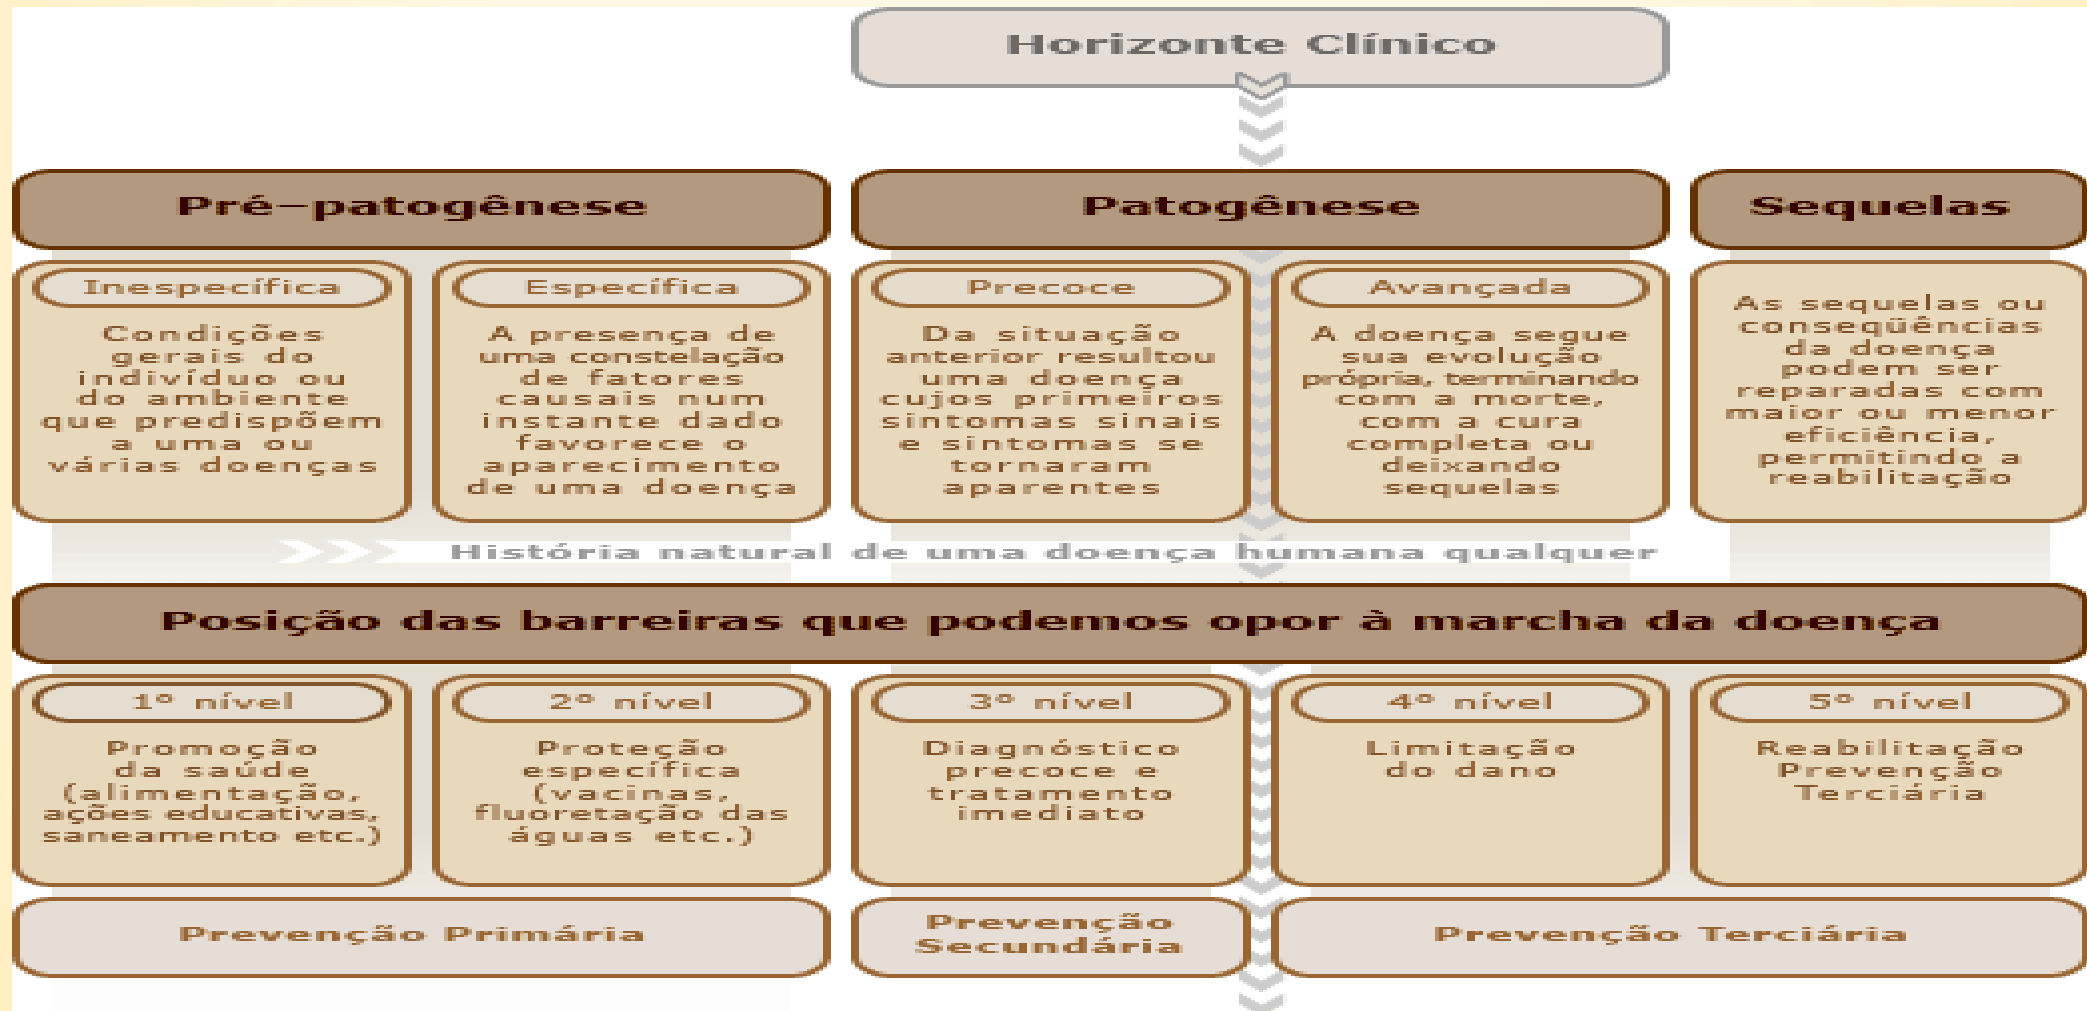 Horizonte Clínico
Pré-patogênese
Patogênese
Sequelas
Inespecífica
Condições
gerais do
indivíduo ou
do ambiente
que predispõem
a uma ou
várias doenças
Específica
A presença de
uma constelação
de fatores
causais num
instante dado
favorece o
aparecimento
de uma doença
Precoce
Da situação
anterior resultou
uma doença
cujos primeiros
sintomas sinais
e sintomas se
tornaram
aparentes
Avançada
A doença segue
sua evolução
própria, terminando
com a morte,
com a cura
completa ou
deixando
sequelas
As sequelas ou
conseqüências
da doença
podem ser
reparadas com
maior ou menor
eficiência,
permitindo a
reabilitação
História natural de uma doença humana qualquer
Posição das barreiras que podemos opor à marcha da doença
1º nível
Promoção
da saúde
(alimentação,
ações educativas,
saneamento etc.)
2º nível
Proteção
específica
(vacinas,
fluoretação das
águas etc.)
3º nível
Diagnóstico
precoce e
tratamento
imediato
4º nível
Limitação
do dano
5º nível
Reabilitação
Prevenção
Terciária
Prevenção Primária
Prevenção
Secundária
Prevenção Terciária